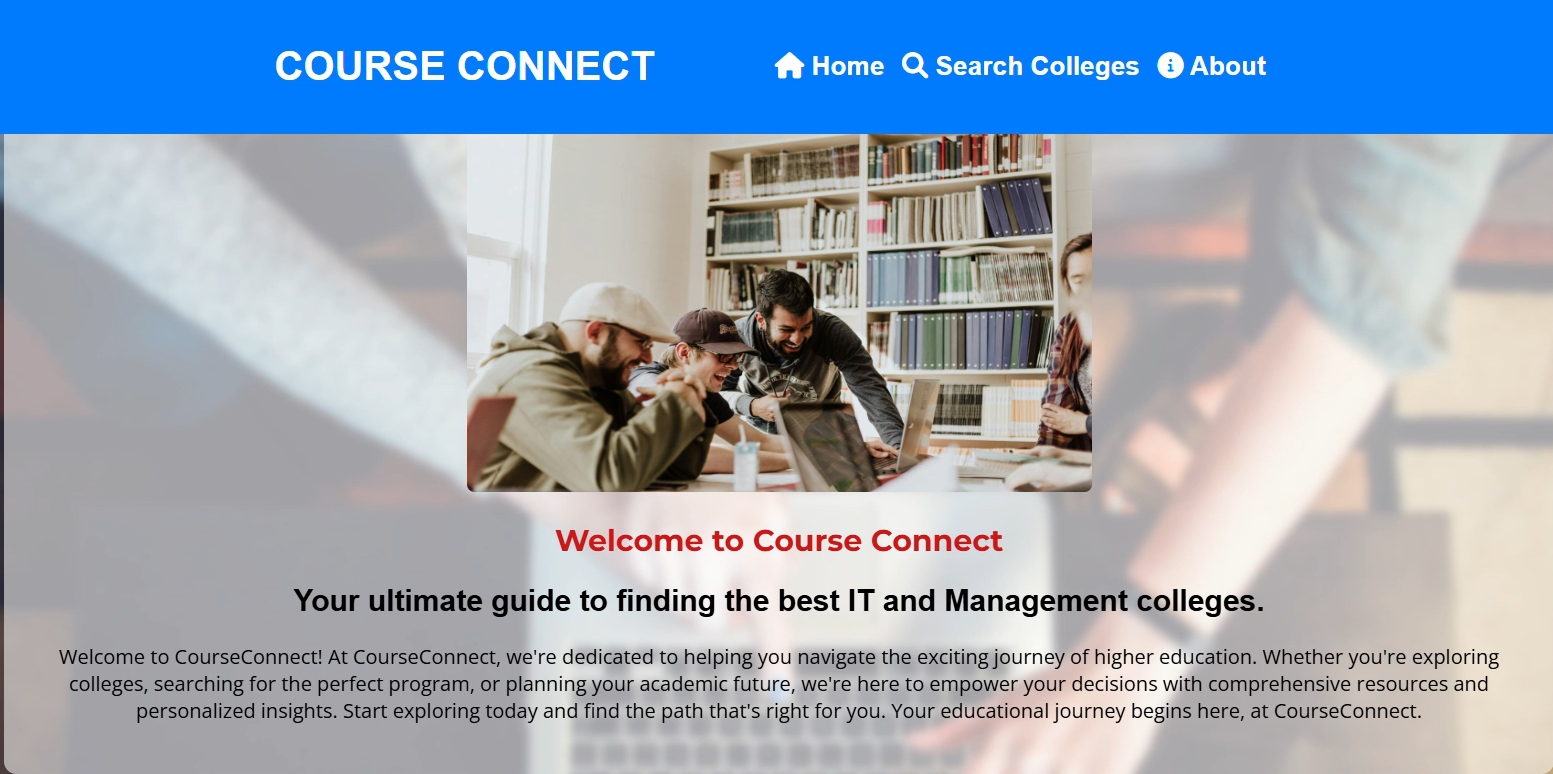 COURSE CONNECT
Home Search Colleges About
Welcome to Course Connect
Your ultimate guide to finding the best IT and Management colleges.
Welcome to CourseConnect! At CourseConnect, we're dedicated to helping you navigate the exciting journey of higher education. Whether you're exploring
colleges, searching for the perfect program, or planning your academic future, we're here to empower your decisions with comprehensive resources and
personalized insights. Start exploring today and find the path that's right for you. Your educational journey begins here, at CourseConnect.